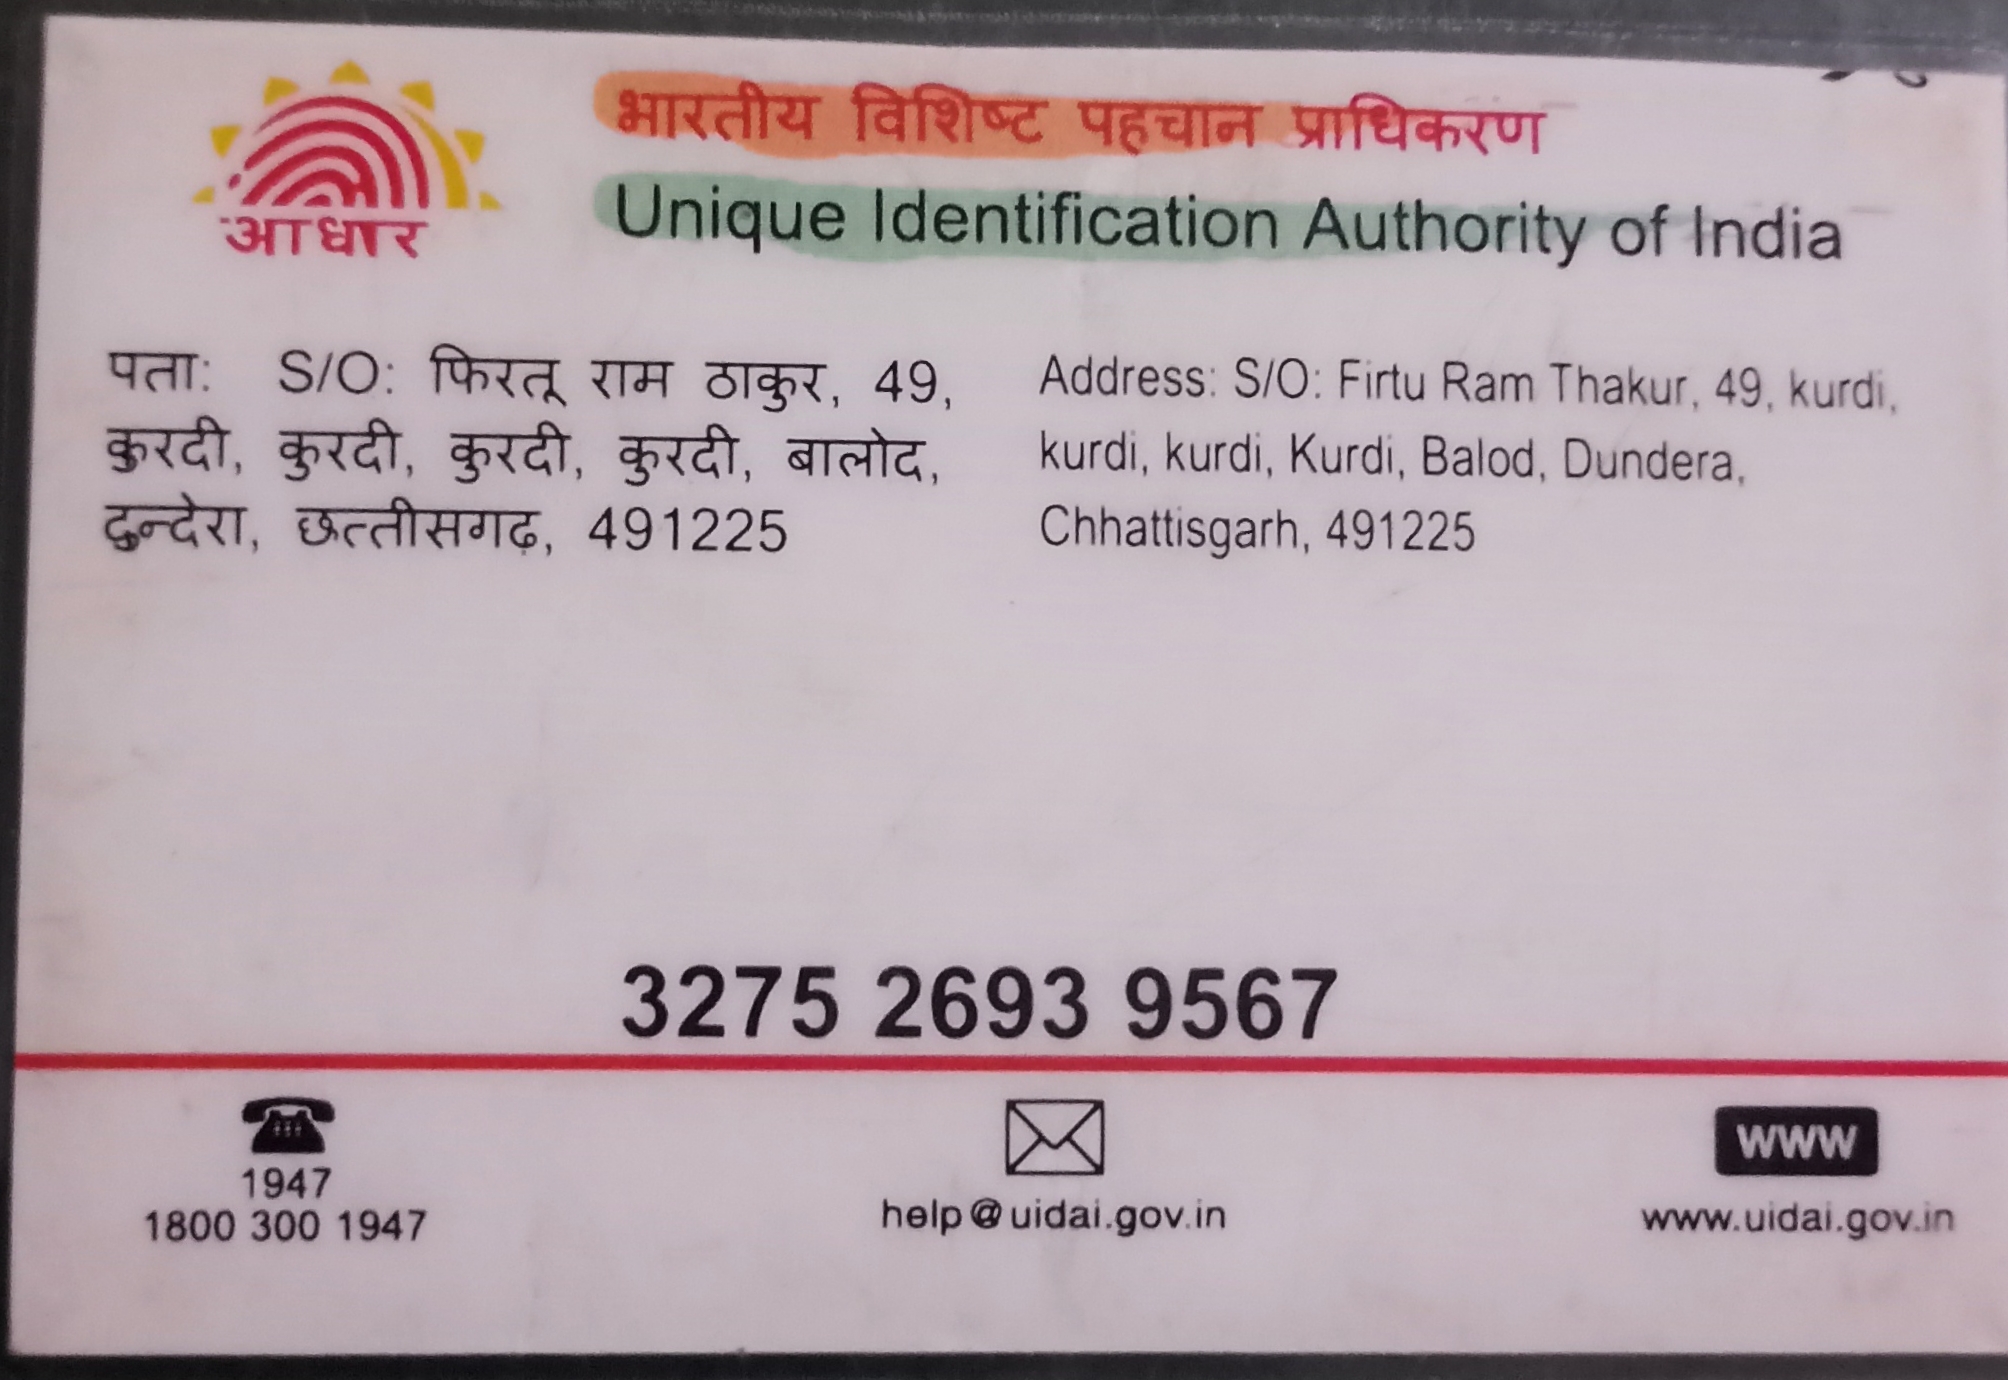 आधार
भारतीय विशिष्ट पहचान प्राधिकरण
Unique Identification Authority of India
पता: S/O: फिरतू राम ठाकुर, 49,
कुरदी, कुरदी, कुरदी, कुरदी, बालोद,
दुन्देरा, छत्तीसगढ़, 491225
Address: S/O: Firtu Ram Thakur, 49, kurdi,
kurdi, kurdi, Kurdi, Balod, Dundera,
Chhattisgarh, 491225
3275 2693 9567
1947
1800 300 1947
help@uidai.gov.in
www
www.uidai.gov.in